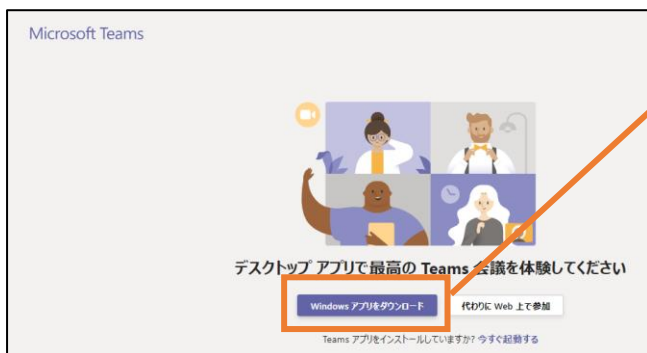 Microsoft Teams
デスクトップ アプリで最高の Teams 会議を体験してください
Windows アプリをダウンロード
代わりに Web 上で参加
Teams アプリをインストールしていますか? 今すぐ起動する